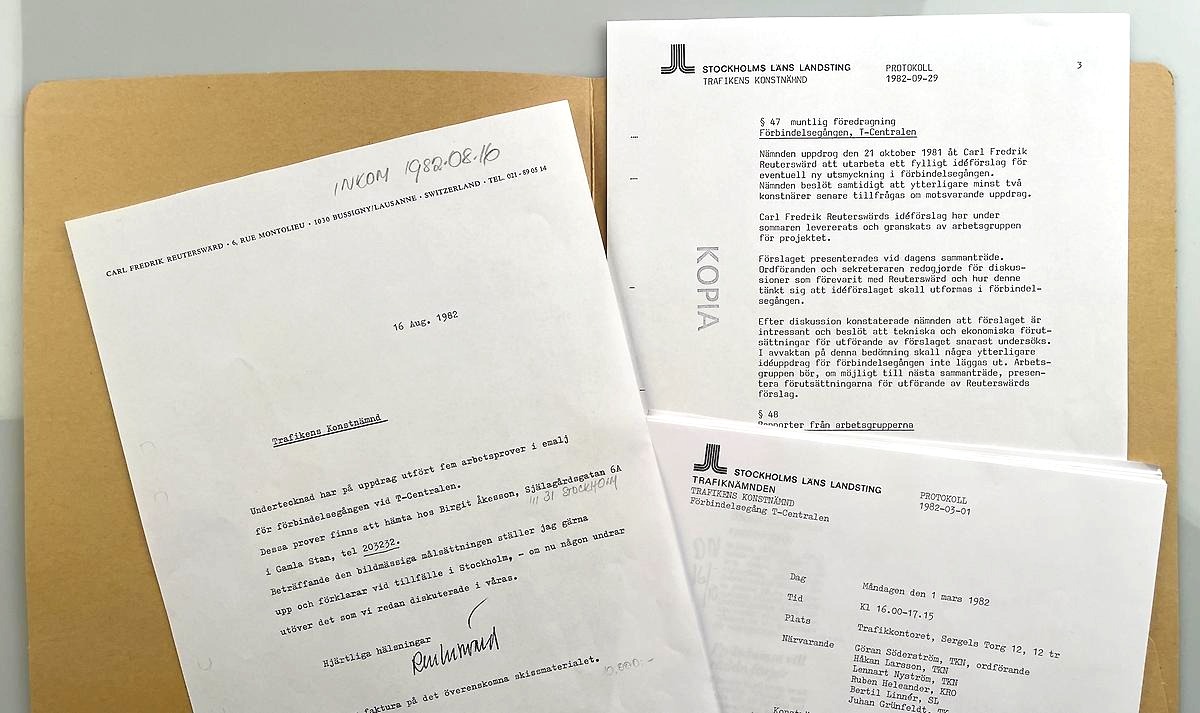 INKOM 1982.08.16
CARL FREDRIK REUTERSWÄRD · 6, RUE MONTOLIEU · 1030 BUSSIGNY/LAUSANNE · SWITZERLAND · TEL. 021 - 89 05 14
16 Aug. 1982
Trafikens Konstnämnd
Undertecknad har på uppdrag utfört fem arbetsprover i emalj
för förbindelsegången vid T-Centralen.
Dessa prover finns att hämta hos Birgit Åkesson, Själagårdsgatan 6A
111 31 STOCKHOLM
i Gamla Stan, tel 203232.
Beträffande den bildmässiga målsättningen ställer jag gärna
upp och förklarar vid tillfälle i Stockholm, - om nu någon undrar
utöver det som vi redan diskuterade i våras.
Hjärtliga hälsningar
Reuterswärd
faktura på det överenskomna skissmaterialet.
10.000:-
STOCKHOLMS LÄNS LANDSTING
TRAFIKENS KONSTNÄMND
PROTOKOLL
1982-09-29
3
§ 47 muntlig föredragning
Förbindelsegången, T-Centralen
Nämnden uppdrog den 21 oktober 1981 åt Carl Fredrik
Reuterswärd att utarbeta ett fylligt idéförslag för
eventuell ny utsmyckning i förbindelsegången.
Nämnden beslöt samtidigt att ytterligare minst två
konstnärer senare tillfrågas om motsvarande uppdrag.
Carl Fredrik Reuterswärds idéförslag har under
sommaren levererats och granskats av arbetsgruppen
för projektet.
Förslaget presenterades vid dagens sammanträde.
Ordföranden och sekreteraren redogjorde för diskus-
sioner som förevarit med Reuterswärd och hur denne
tänkt sig att idéförslaget skall utformas i förbindel-
segången.
Efter diskussion konstaterade nämnden att förslaget är
intressant och beslöt att tekniska och ekonomiska förut-
sättningar för utförande av förslaget snarast undersöks.
I avvaktan på denna bedömning skall några ytterligare
idéuppdrag för förbindelsegången inte läggas ut. Arbets-
gruppen bör, om möjligt till nästa sammanträde, presen-
tera förutsättningarna för utförande av Reuterswärds
förslag.
§ 48
Rapporter från arbetsgrupperna
KOPIA
STOCKHOLMS LÄNS LANDSTING
TRAFIKNÄMNDEN
TRAFIKENS KONSTNÄMND
Förbindelsegång T-Centralen
PROTOKOLL
1982-03-01
Dag Måndagen den 1 mars 1982
Tid Kl 16.00-17.15
Plats Trafikkontoret, Sergels Torg 12, 12 tr
Närvarande Göran Söderström, TKN, ordförande
Håkan Larsson, TKN
Lennart Nyström, TKN
Ruben Heleander, KRO
Bertil Linnér, SL
Juhan Grünfeldt,